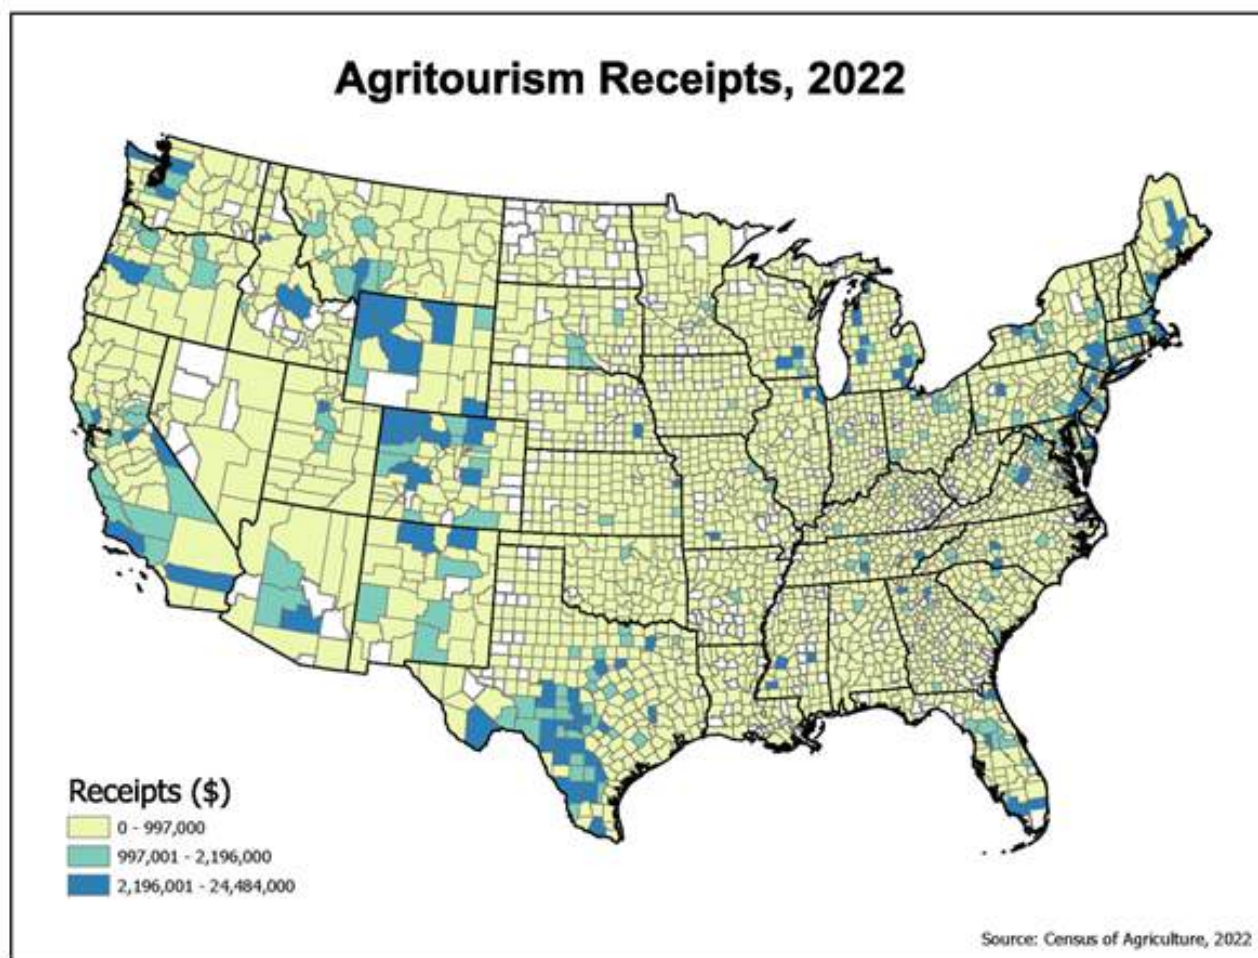 Agritourism Receipts, 2022
Receipts ($)
0 - 997,000
997,001 - 2,196,000
2,196,001 - 24,484,000
Source: Census of Agriculture, 2022